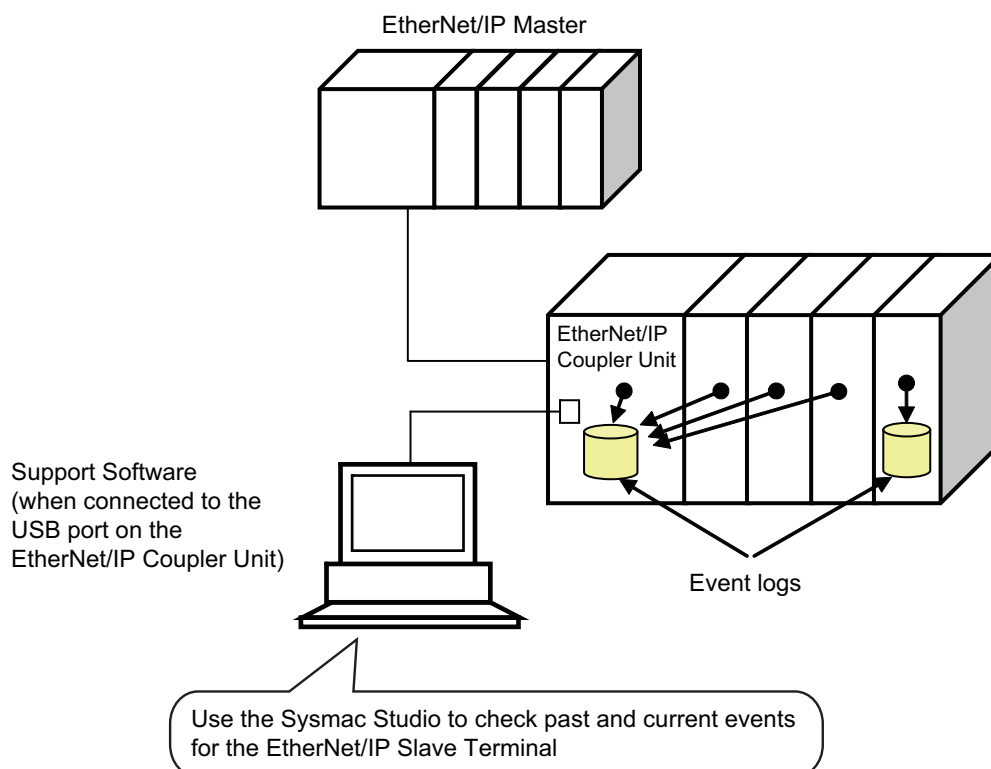 EtherNet/IP Master
EtherNet/IP
Coupler Unit
Support Software
(when connected to the
USB port on the
EtherNet/IP Coupler Unit)
Event logs
Use the Sysmac Studio to check past and current events
for the EtherNet/IP Slave Terminal